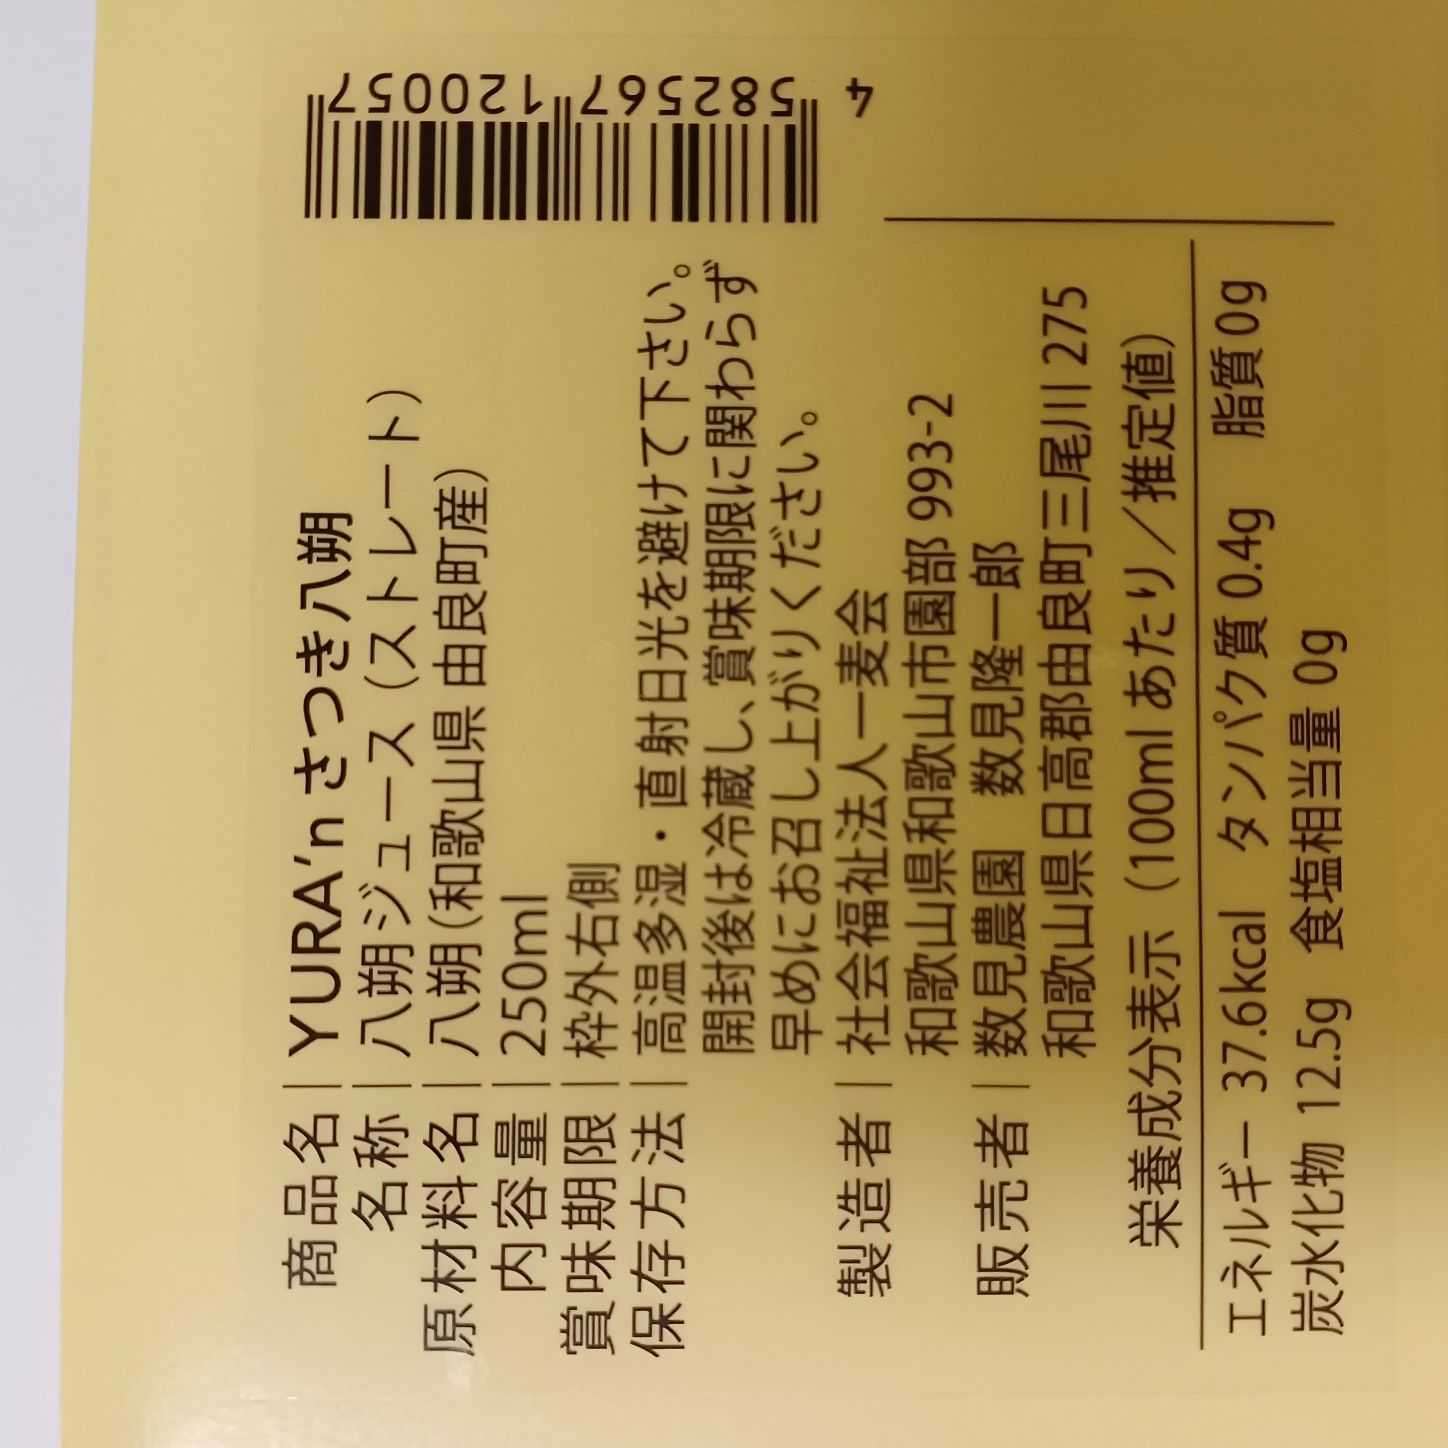 商品名｜YURA'n さつき八朔
名称｜八朔ジュース（ストレート）
原材料名｜八朔（和歌山県 由良町産）
内容量｜250ml
賞味期限｜枠外右側
保存方法｜高温多湿・直射日光を避けて下さい。
開封後は冷蔵し、賞味期限に関わらず
早めにお召し上がりください。
製造者｜社会福祉法人一麦会
和歌山県和歌山市園部 993-2
販売者｜数見農園　数見隆一郎
和歌山県日高郡由良町三尾川 275
栄養成分表示（100ml あたり／推定値）
エネルギー 37.6kcal　タンパク質 0.4g　脂質 0g
炭水化物 12.5g　食塩相当量 0g
4 582567 120057